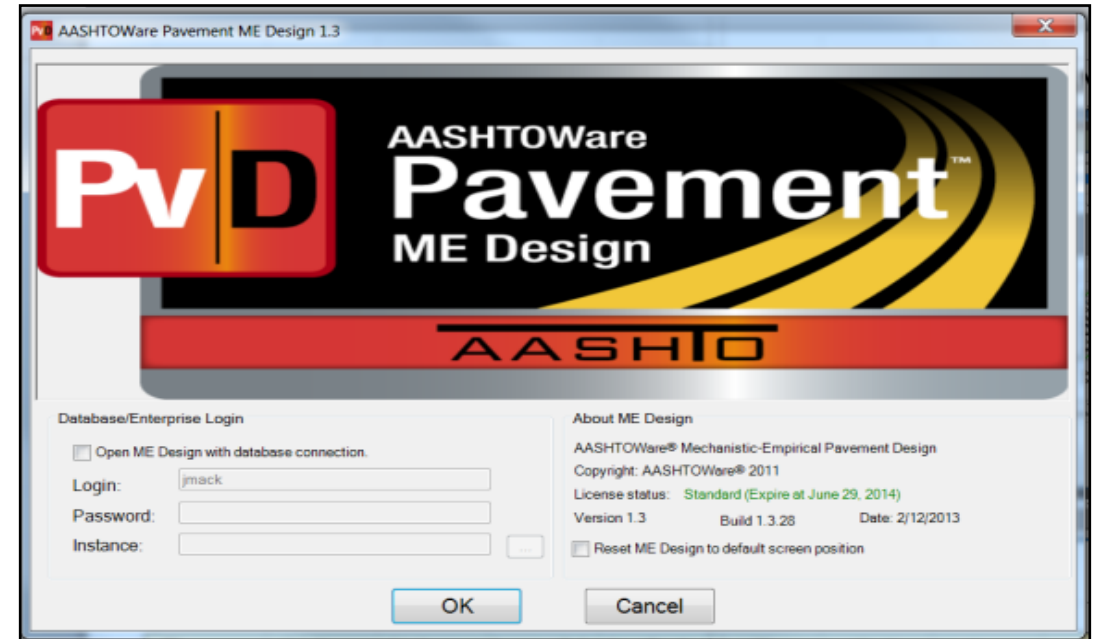 PvD AASHTOWare Pavement ME Design 1.3
X
PvD
AASHTOWare
Pavement™
ME Design
AASHTO
Database/Enterprise Login
Open ME Design with database connection.
Login: jmack
Password:
Instance:
...
About ME Design
AASHTOWare® Mechanistic-Empirical Pavement Design
Copyright: AASHTOWare® 2011
License status: Standard (Expire at June 29, 2014)
Version 1.3 Build 1.3.28 Date: 2/12/2013
Reset ME Design to default screen position
OK Cancel